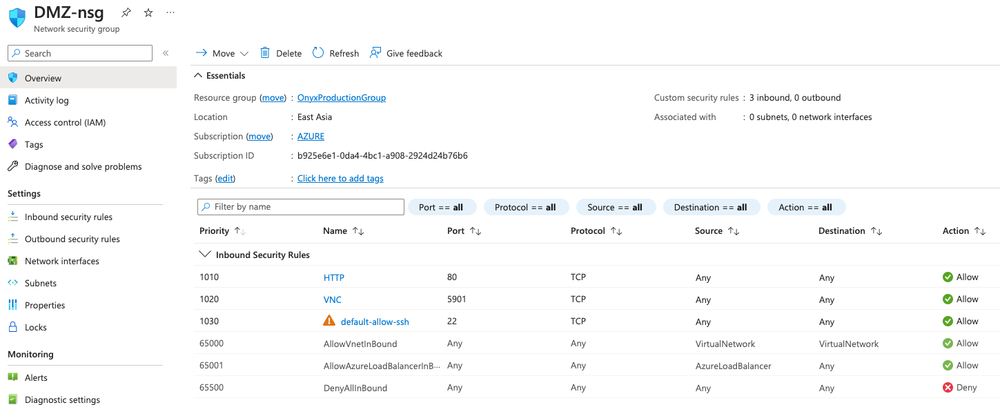 DMZ-nsg
Network security group
Search
«
Overview
Activity log
Access control (IAM)
Tags
Diagnose and solve problems
Settings
Inbound security rules
Outbound security rules
Network interfaces
Subnets
Properties
Locks
Monitoring
Alerts
Diagnostic settings
Move Delete Refresh Give feedback
Essentials
Resource group (move) : OnyxProductionGroup
Location : East Asia
Subscription (move) : AZURE
Subscription ID : b925e6e1-0da4-4bc1-a908-2924d24b76b6
Tags (edit) : Click here to add tags
Custom security rules : 3 inbound, 0 outbound
Associated with : 0 subnets, 0 network interfaces
Filter by name Port == all Protocol == all Source == all Destination == all Action == all
Priority Name Port Protocol Source Destination Action
Inbound Security Rules
1010 HTTP 80 TCP Any Any Allow
1020 VNC 5901 TCP Any Any Allow
1030 default-allow-ssh 22 TCP Any Any Allow
65000 AllowVnetInBound Any Any VirtualNetwork VirtualNetwork Allow
65001 AllowAzureLoadBalancerInB··· Any Any AzureLoadBalancer Any Allow
65500 DenyAllInBound Any Any Any Any Deny